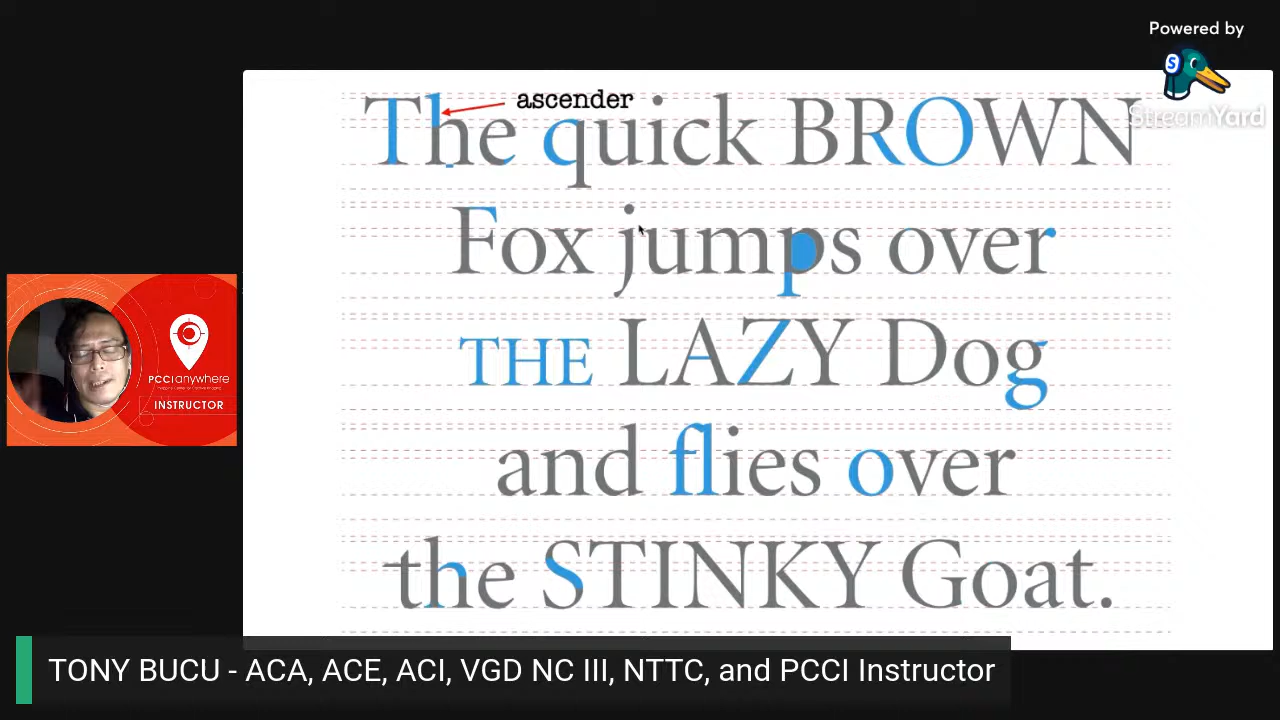 Powered by
StreamYard
ascender
The quick BROWN
Fox jumps over
THE LAZY Dog
and flies over
the STINKY Goat.
PCCI anywhere
INSTRUCTOR
TONY BUCU - ACA, ACE, ACI, VGD NC III, NTTC, and PCCI Instructor